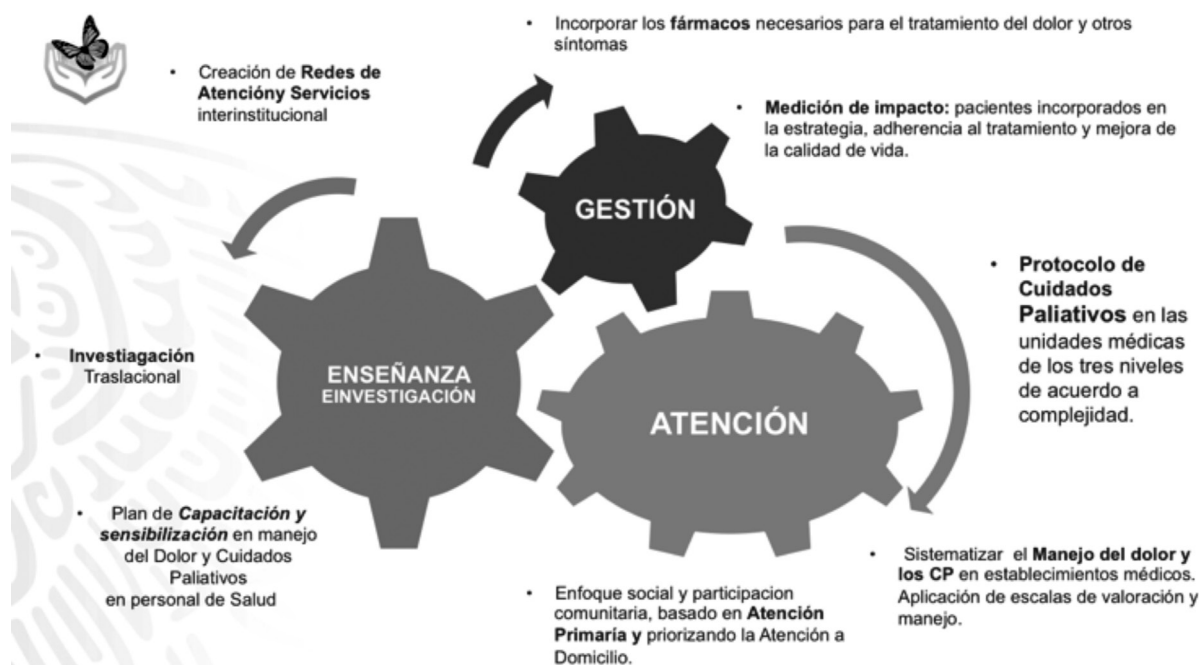 • Incorporar los fármacos necesarios para el tratamiento del dolor y otros
síntomas
• Creación de Redes de
Atencióny Servicios
interinstitucional
• Medición de impacto: pacientes incorporados en
la estrategia, adherencia al tratamiento y mejora de
la calidad de vida.
GESTIÓN
• Protocolo de
Cuidados
Paliativos en las
unidades médicas
de los tres niveles
de acuerdo a
complejidad.
• Investiagación
Traslacional
ENSEÑANZA
EINVESTIGACIÓN
ATENCIÓN
• Plan de Capacitación y
sensibilización en manejo
del Dolor y Cuidados
Paliativos
en personal de Salud
• Enfoque social y participacion
comunitaria, basado en Atención
Primaría y priorizando la Atención a
Domicilio.
• Sistematizar el Manejo del dolor y
los CP en establecimientos médicos.
Aplicación de escalas de valoración y
manejo.